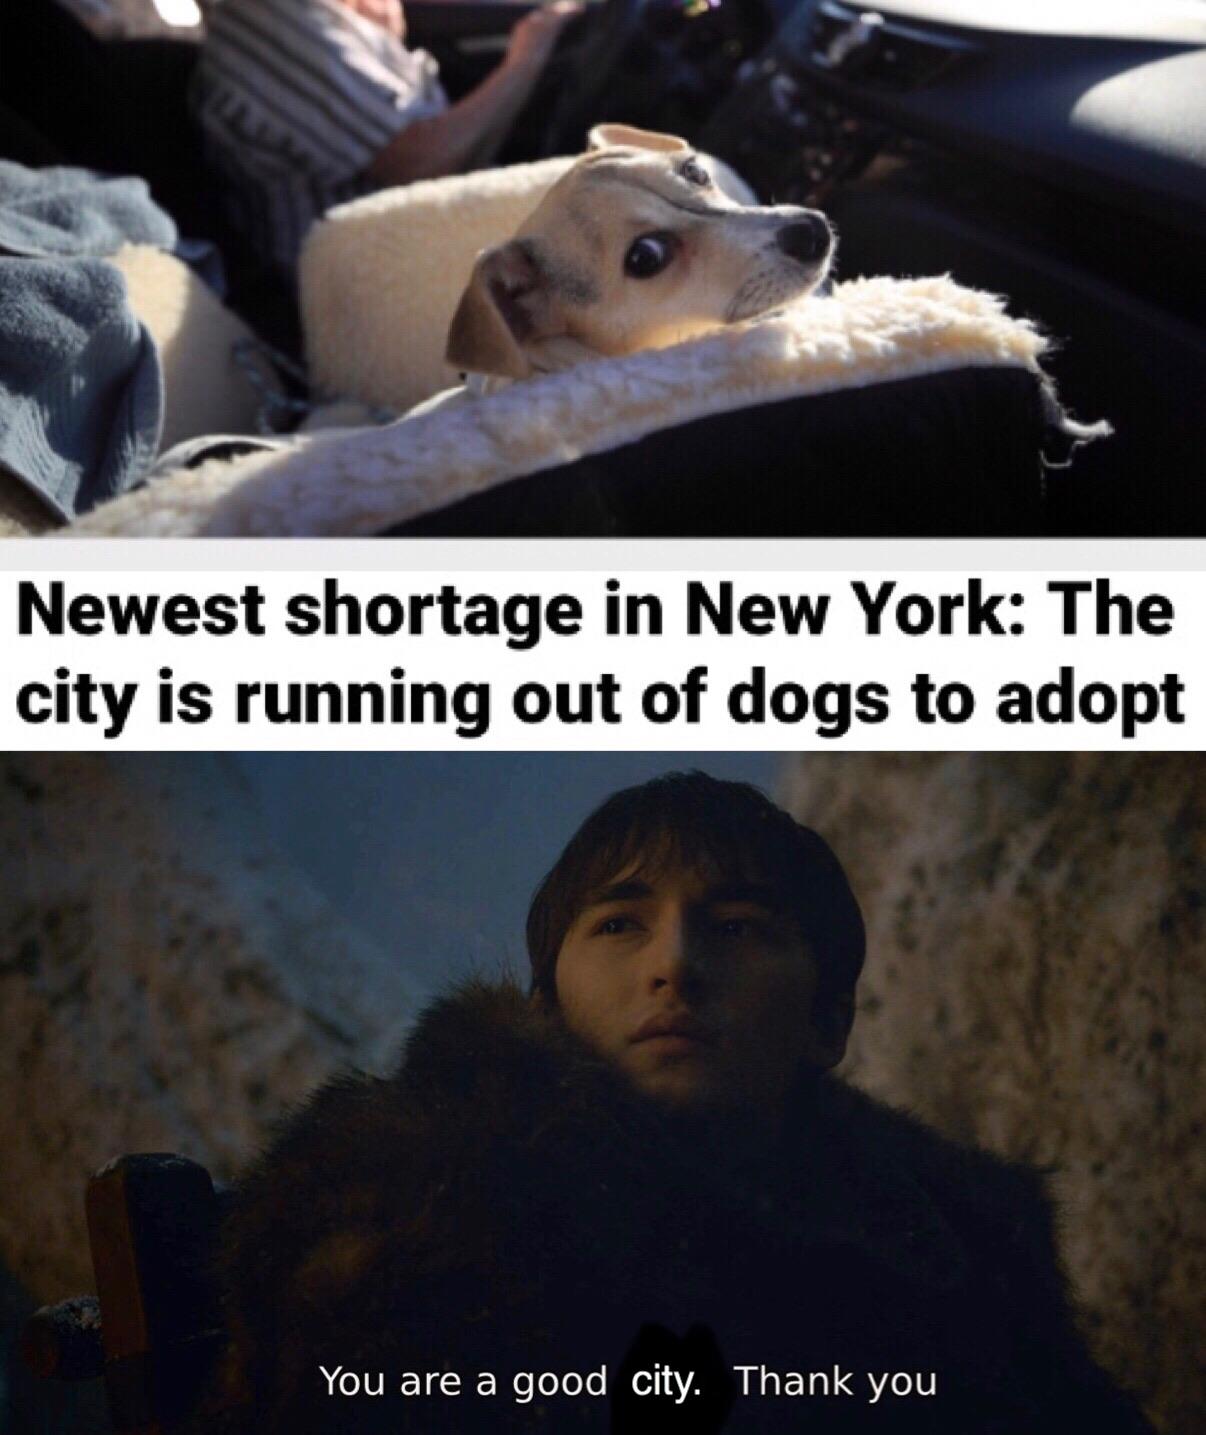 Newest shortage in New York: The
city is running out of dogs to adopt
You are a good city. Thank you